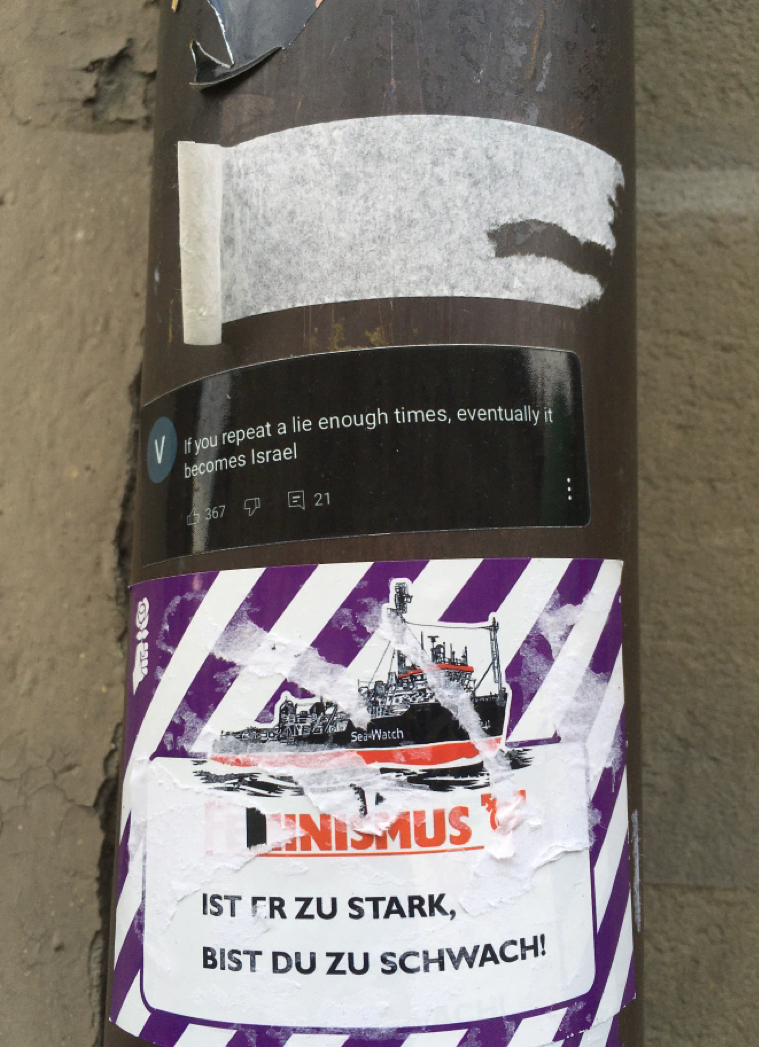 V
If you repeat a lie enough times, eventually it
becomes Israel
367 21
Sea-Watch
FEMINISMUS
IST ER ZU STARK,
BIST DU ZU SCHWACH!